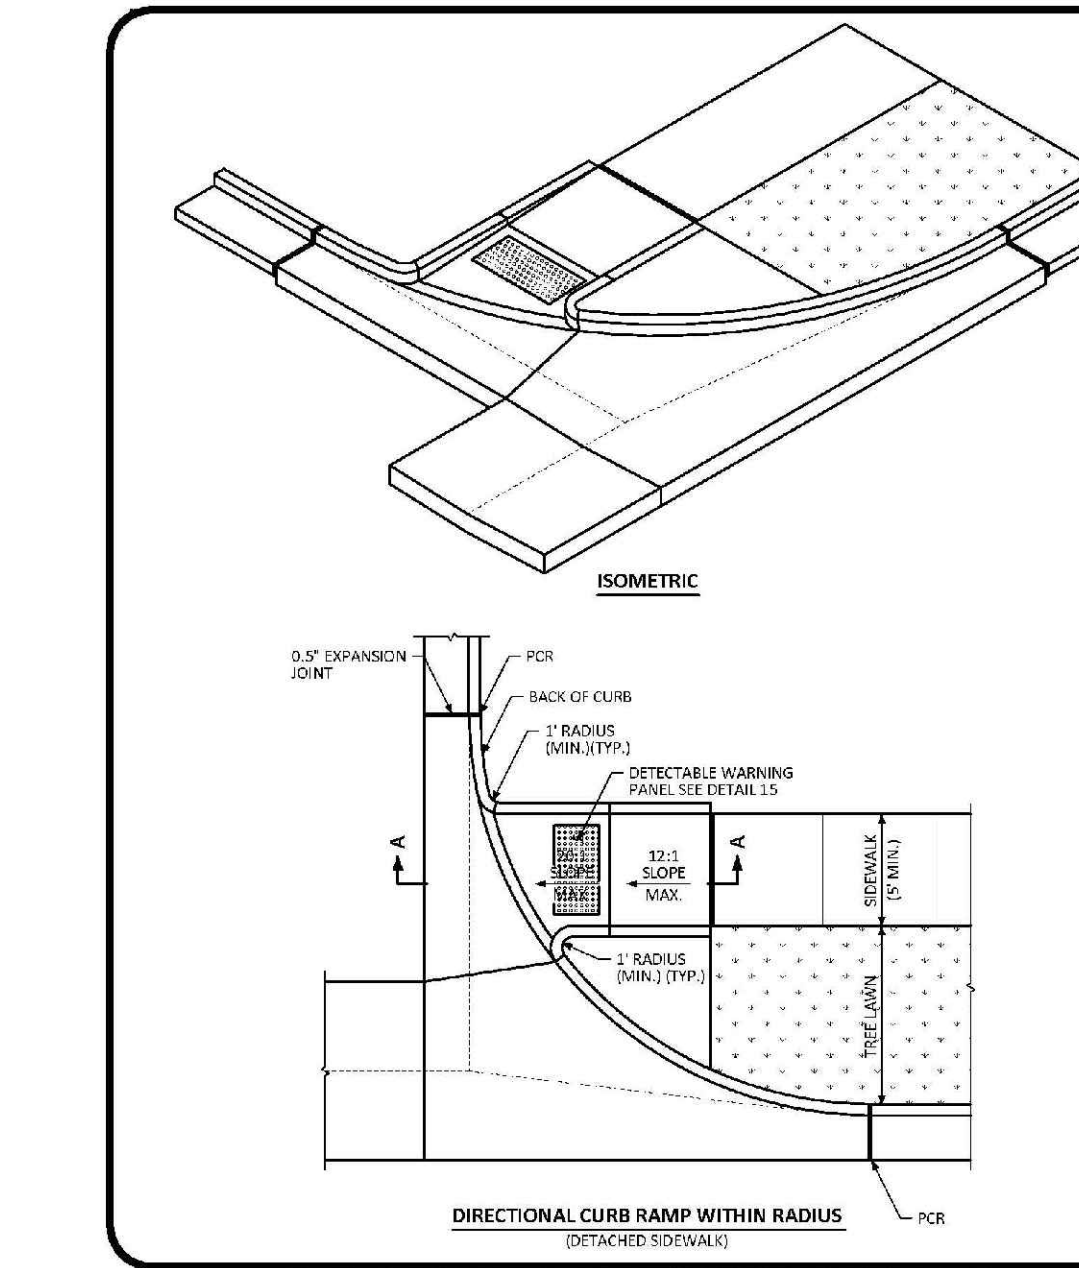 ISOMETRIC
0.5" EXPANSION
JOINT
PCR
BACK OF CURB
1' RADIUS
(MIN.)(TYP.)
DETECTABLE WARNING
PANEL SEE DETAIL 15
A
A
20:1
SLOPE
MAX.
12:1
SLOPE
MAX.
SIDEWALK
(5' MIN.)
1' RADIUS
(MIN.) (TYP.)
TREE LAWN
DIRECTIONAL CURB RAMP WITHIN RADIUS
(DETACHED SIDEWALK)
PCR